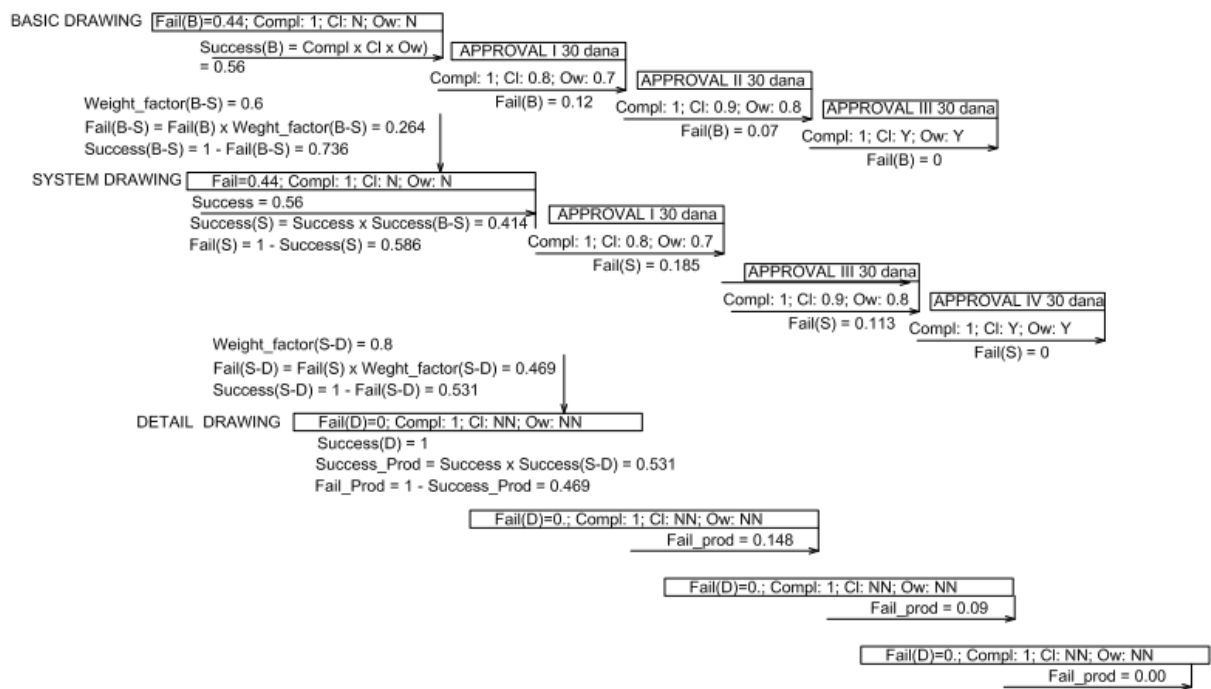 BASIC DRAWING Fail(B)=0.44; Compl: 1; Cl: N; Ow: N
Success(B) = Compl x Cl x Ow)
= 0.56
APPROVAL I 30 dana
Compl: 1; Cl: 0.8; Ow: 0.7
Fail(B) = 0.12
APPROVAL II 30 dana
Compl: 1; Cl: 0.9; Ow: 0.8
Fail(B) = 0.07
APPROVAL III 30 dana
Compl: 1; Cl: Y; Ow: Y
Fail(B) = 0
Weight_factor(B-S) = 0.6
Fail(B-S) = Fail(B) x Weght_factor(B-S) = 0.264
Success(B-S) = 1 - Fail(B-S) = 0.736
SYSTEM DRAWING Fail=0.44; Compl: 1; Cl: N; Ow: N
Success = 0.56
Success(S) = Success x Success(B-S) = 0.414
Fail(S) = 1 - Success(S) = 0.586
APPROVAL I 30 dana
Compl: 1; Cl: 0.8; Ow: 0.7
Fail(S) = 0.185
APPROVAL III 30 dana
Compl: 1; Cl: 0.9; Ow: 0.8
Fail(S) = 0.113
APPROVAL IV 30 dana
Compl: 1; Cl: Y; Ow: Y
Fail(S) = 0
Weight_factor(S-D) = 0.8
Fail(S-D) = Fail(S) x Weght_factor(S-D) = 0.469
Success(S-D) = 1 - Fail(S-D) = 0.531
DETAIL DRAWING Fail(D)=0; Compl: 1; Cl: NN; Ow: NN
Success(D) = 1
Success_Prod = Success x Success(S-D) = 0.531
Fail_Prod = 1 - Success_Prod = 0.469
Fail(D)=0.; Compl: 1; Cl: NN; Ow: NN
Fail_prod = 0.148
Fail(D)=0.; Compl: 1; Cl: NN; Ow: NN
Fail_prod = 0.09
Fail(D)=0.; Compl: 1; Cl: NN; Ow: NN
Fail_prod = 0.00